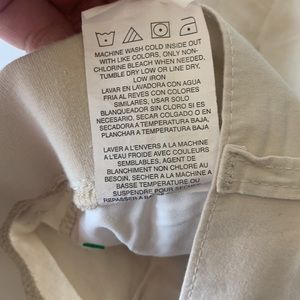 MACHINE WASH COLD INSIDE OUT
WITH LIKE COLORS, ONLY NON-
CHLORINE BLEACH WHEN NEEDED,
TUMBLE DRY LOW OR LINE DRY,
LOW IRON
LAVAR EN LAVADORA CON AGUA
FRIA AL REVES CON COLORES
SIMILARES, USAR SOLO
BLANQUEADOR SIN CLORO SI ES
NECESARIO, SECAR COLGADO O EN
SECADORA A TEMPERATURA BAJA,
PLANCHAR A TEMPERATURA BAJA
LAVER A L'ENVERS A LA MACHINE
A L'EAU FROIDE AVEC COULEURS
SEMBLABLES, AGENT DE
BLANCHIMENT NON CHLORE AU
BESOIN, SECHER A LA MACHINE A
BASSE TEMPERATURE OU
SUSPENDRE POUR SECHER
REPASSER A